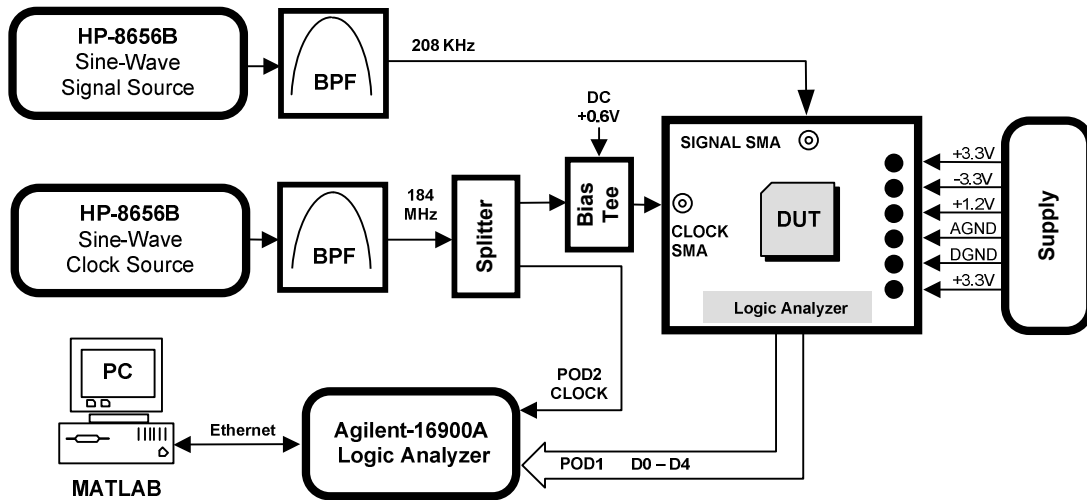 HP-8656B
Sine-Wave
Signal Source
BPF
208 KHz
DC
+0.6V
SIGNAL SMA
+3.3V
-3.3V
+1.2V
AGND
DGND
+3.3V
Supply
HP-8656B
Sine-Wave
Clock Source
BPF
184
MHz
Splitter
Bias
Tee
CLOCK
SMA
DUT
Logic Analyzer
PC
MATLAB
Ethernet
Agilent-16900A
Logic Analyzer
POD2
CLOCK
POD1 D0 – D4